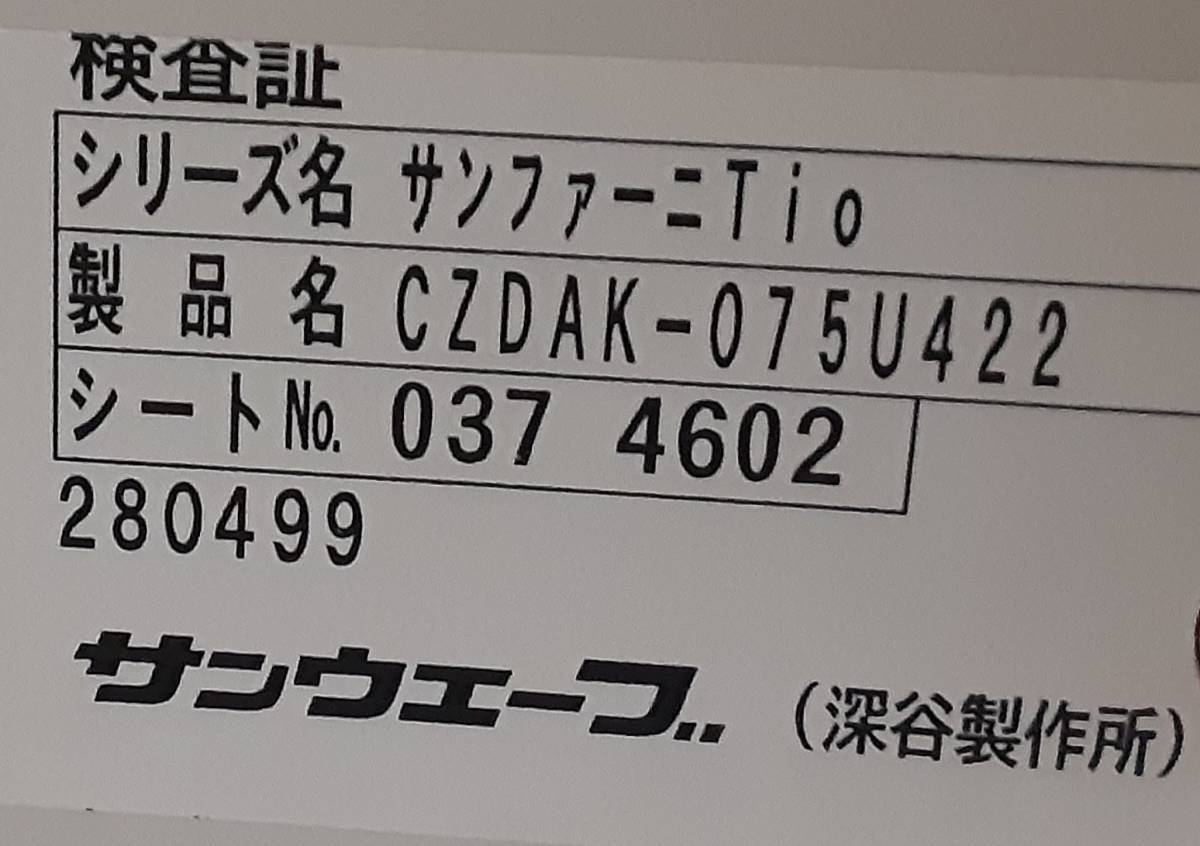 検査証
シリーズ名 サンファーニTio
製品名 CZDAK-075U422
シートNo. 037 4602
280499
サンウエーブ (深谷製作所)